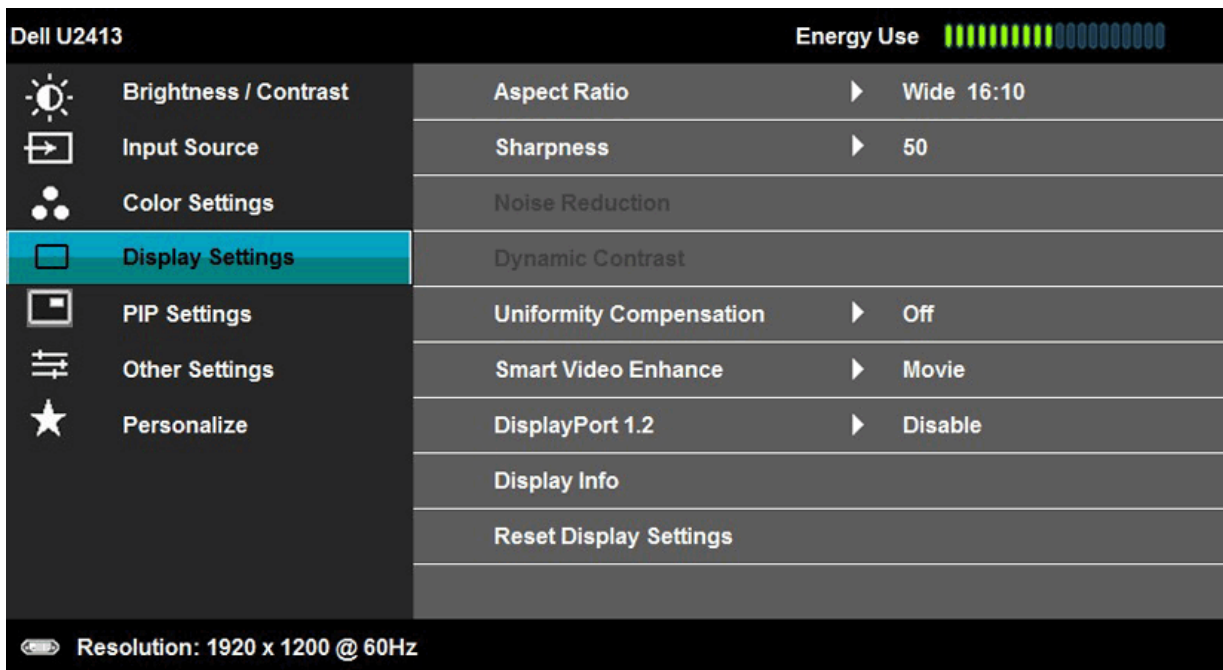 Dell U2413 Energy Use
Brightness / Contrast Aspect Ratio Wide 16:10
Input Source Sharpness 50
Color Settings Noise Reduction
Display Settings Dynamic Contrast
PIP Settings Uniformity Compensation Off
Other Settings Smart Video Enhance Movie
Personalize DisplayPort 1.2 Disable
Display Info
Reset Display Settings
Resolution: 1920 x 1200 @ 60Hz